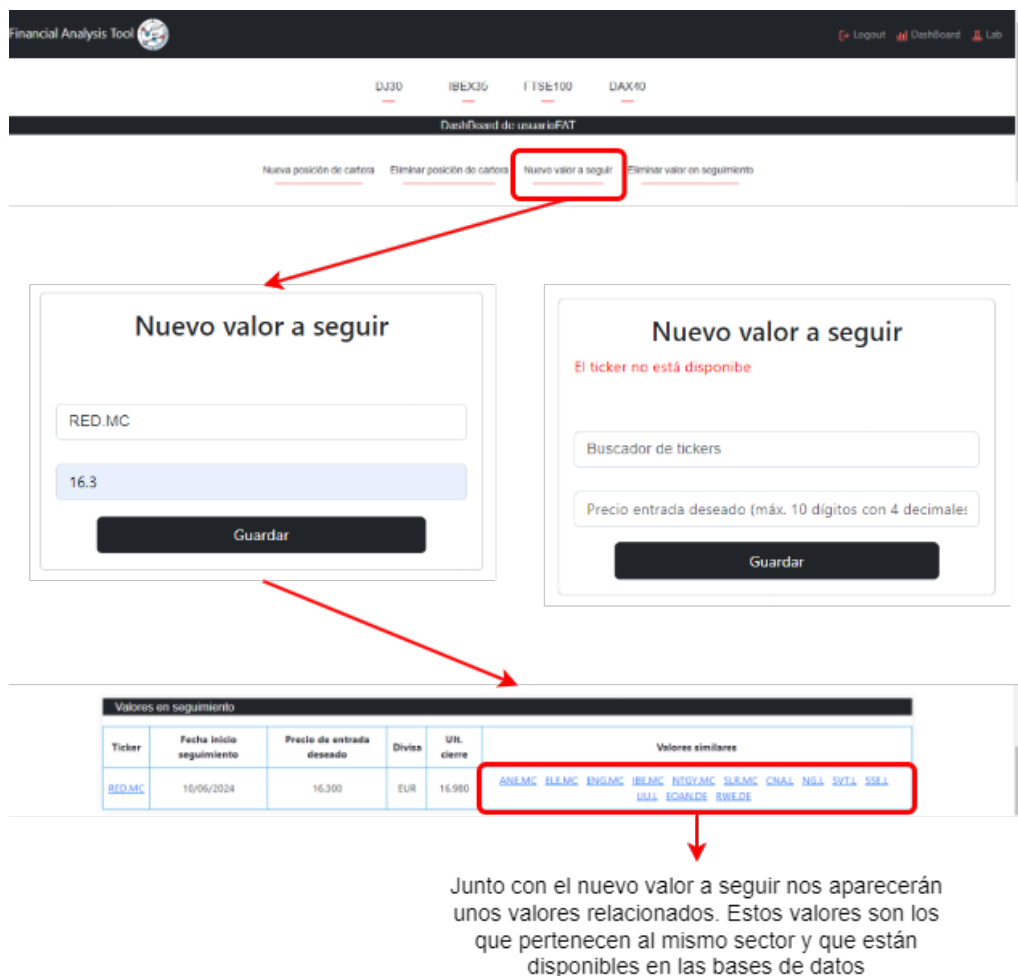 Financial Analysis Tool
Logout DashBoard Lab
DJ30 IBEX35 FTSE100 DAX40
DashBoard de usuarioFAT
Nueva posición de cartera Eliminar posición de cartera Nuevo valor a seguir Eliminar valor en seguimiento
Nuevo valor a seguir
RED.MC
16.3
Guardar
Nuevo valor a seguir
El ticker no está disponibe
Buscador de tickers
Precio entrada deseado (máx. 10 dígitos con 4 decimales
Guardar
Valores en seguimiento
Ticker Fecha inicio seguimiento Precio de entrada deseado Divisa Ult. cierre Valores similares
RED.MC 10/06/2024 16.300 EUR 16.980 ANE.MC ELE.MC ENG.MC IBE.MC NTGY.MC SLR.MC CNA.L NG.L SVT.L SSE.L
UU.L EOAN.DE RWE.DE
Junto con el nuevo valor a seguir nos aparecerán
unos valores relacionados. Estos valores son los
que pertenecen al mismo sector y que están
disponibles en las bases de datos